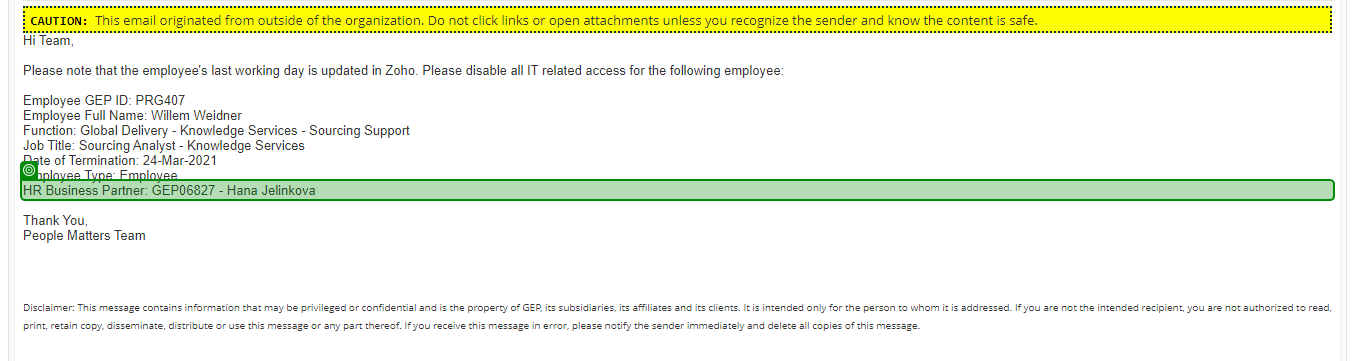 CAUTION: This email originated from outside of the organization. Do not click links or open attachments unless you recognize the sender and know the content is safe.
Hi Team,
Please note that the employee's last working day is updated in Zoho. Please disable all IT related access for the following employee:
Employee GEP ID: PRG407
Employee Full Name: Willem Weidner
Function: Global Delivery - Knowledge Services - Sourcing Support
Job Title: Sourcing Analyst - Knowledge Services
Date of Termination: 24-Mar-2021
Employee Type: Employee
HR Business Partner: GEP06827 - Hana Jelinkova
Thank You,
People Matters Team
Disclaimer: This message contains information that may be privileged or confidential and is the property of GEP, its subsidiaries, its affiliates and its clients. It is intended only for the person to whom it is addressed. If you are not the intended recipient, you are not authorized to read,
print, retain copy, disseminate, distribute or use this message or any part thereof. If you receive this message in error, please notify the sender immediately and delete all copies of this message.